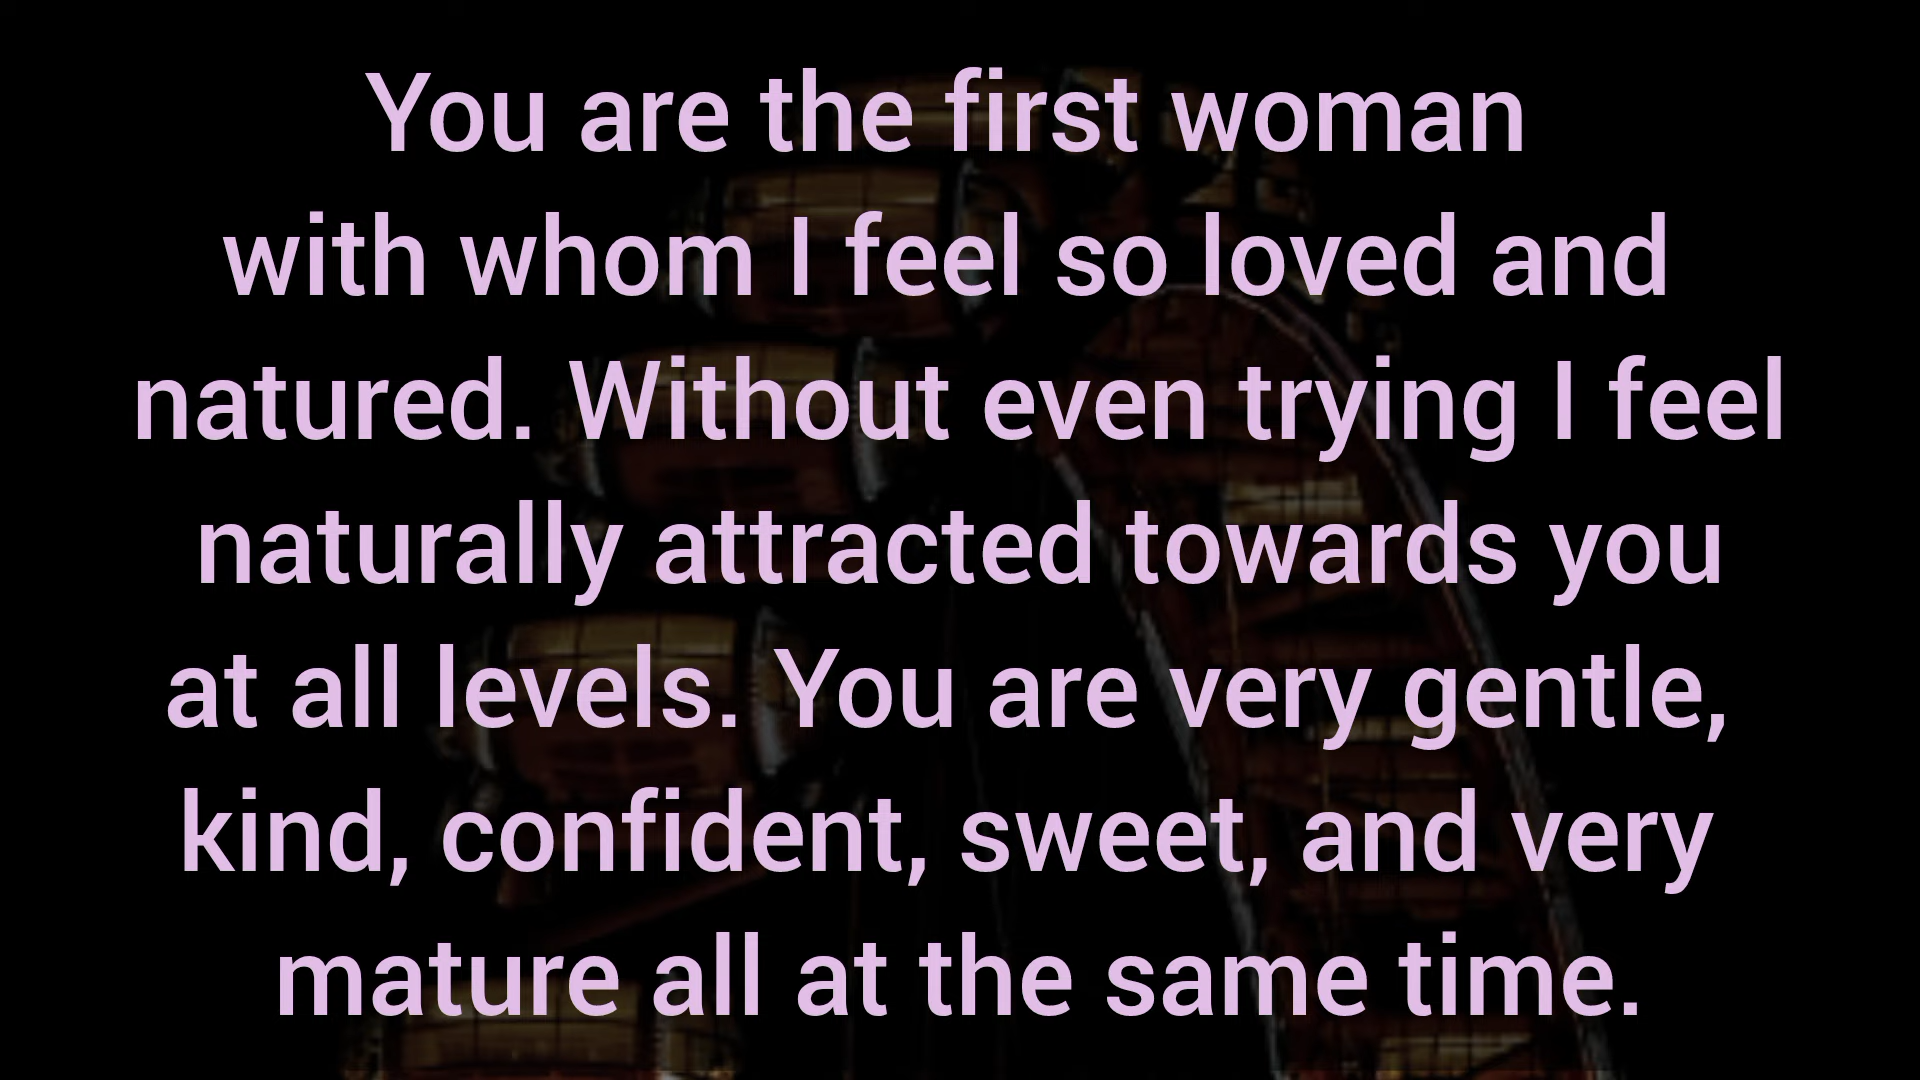 You are the first woman
with whom I feel so loved and
natured. Without even trying I feel
naturally attracted towards you
at all levels. You are very gentle,
kind, confident, sweet, and very
mature all at the same time.